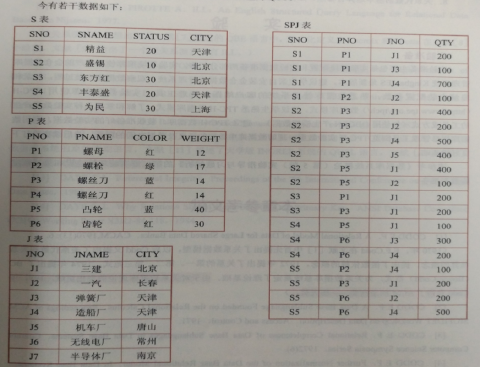 今有若干数据如下:
S 表
SNO SNAME STATUS CITY
S1 精益 20 天津
S2 盛锡 10 北京
S3 东方红 30 北京
S4 丰泰盛 20 天津
S5 为民 30 上海
P 表
PNO PNAME COLOR WEIGHT
P1 螺母 红 12
P2 螺栓 绿 17
P3 螺丝刀 蓝 14
P4 螺丝刀 红 14
P5 凸轮 蓝 40
P6 齿轮 红 30
J 表
JNO JNAME CITY
J1 三建 北京
J2 一汽 长春
J3 弹簧厂 天津
J4 造船厂 天津
J5 机车厂 唐山
J6 无线电厂 常州
J7 半导体厂 南京
SPJ 表
SNO PNO JNO QTY
S1 P1 J1 200
S1 P1 J3 100
S1 P1 J4 700
S1 P2 J2 100
S2 P3 J1 400
S2 P3 J2 200
S2 P3 J4 500
S2 P3 J5 400
S2 P5 J1 400
S2 P5 J2 100
S3 P1 J1 200
S3 P3 J1 200
S4 P5 J1 100
S4 P6 J3 300
S4 P6 J4 200
S5 P2 J4 100
S5 P3 J1 200
S5 P6 J2 200
S5 P6 J4 500